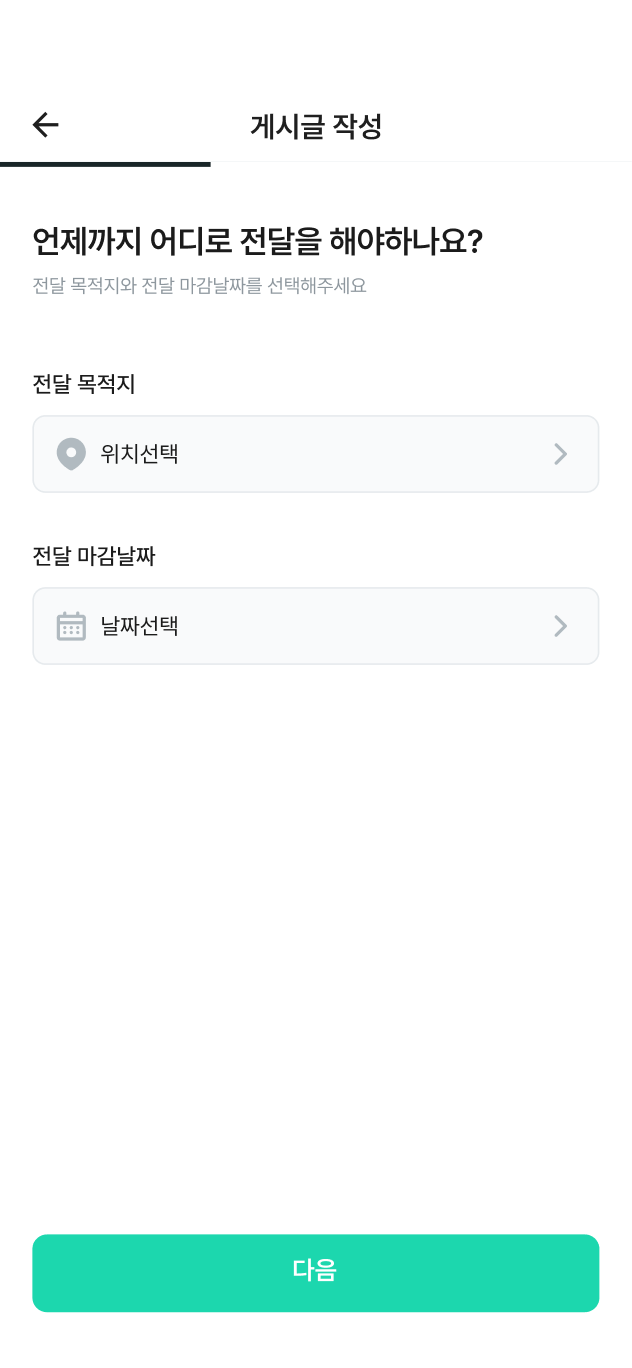 게시글 작성
언제까지 어디로 전달을 해야하나요?
전달 목적지와 전달 마감날짜를 선택해주세요
전달 목적지
위치선택
전달 마감날짜
날짜선택
다음